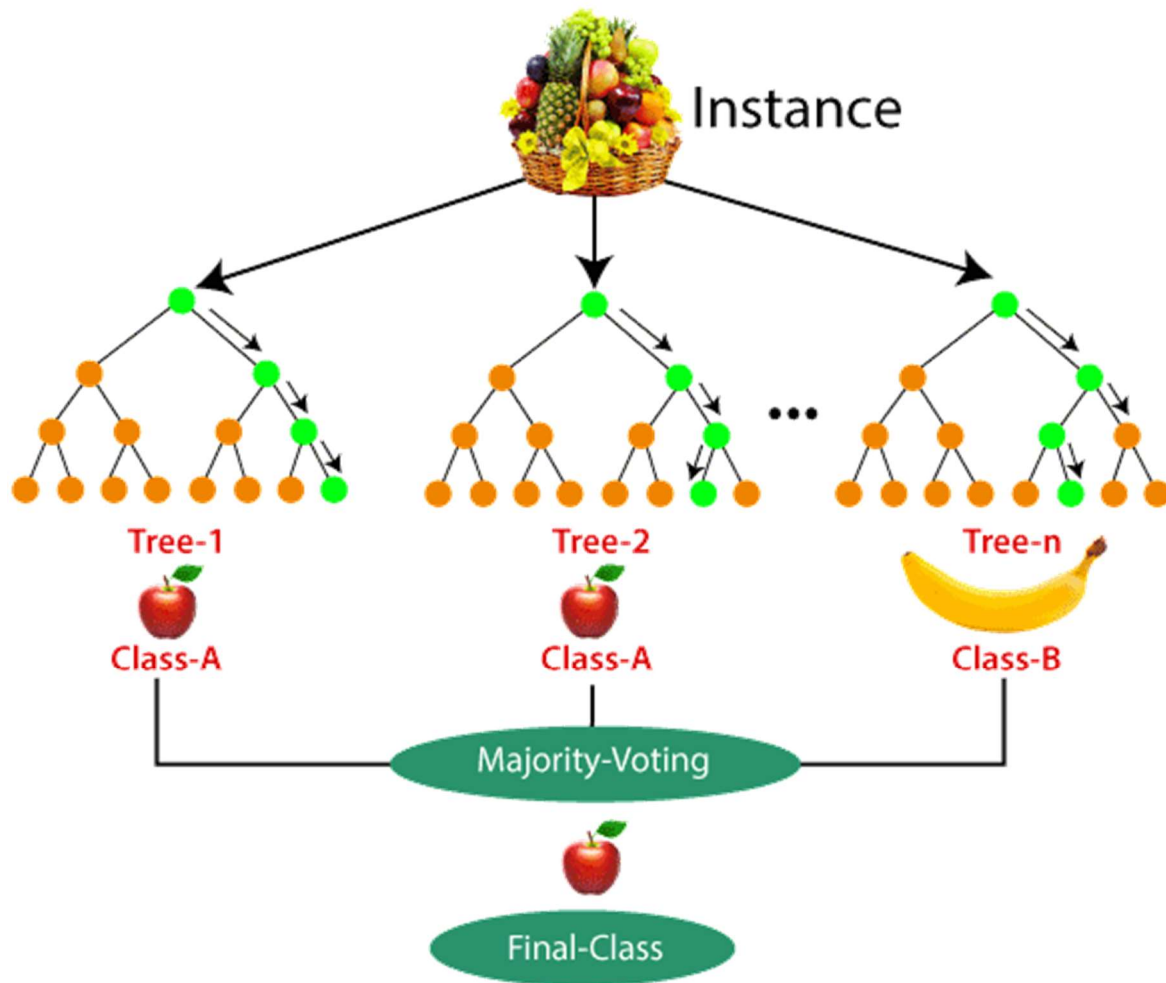 Instance
Tree-1
Tree-2
Tree-n
Class-A
Class-A
Class-B
Majority-Voting
Final-Class